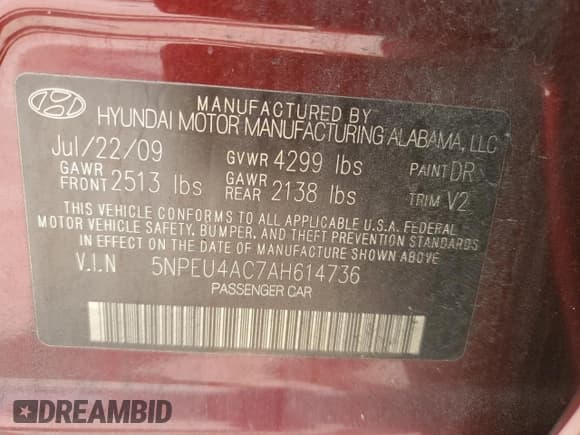 MANUFACTURED BY
HYUNDAI MOTOR MANUFACTURING ALABAMA, LLC
Jul/22/09 GVWR 4299 lbs PAINT DR
GAWR FRONT 2513 lbs GAWR REAR 2138 lbs TRIM V2
THIS VEHICLE CONFORMS TO ALL APPLICABLE U.S.A. FEDERAL
MOTOR VEHICLE SAFETY, BUMPER, AND THEFT PREVENTION STANDARDS
IN EFFECT ON THE DATE OF MANUFACTURE SHOWN ABOVE.
V.I.N 5NPEU4AC7AH614736
PASSENGER CAR
DREAMBID